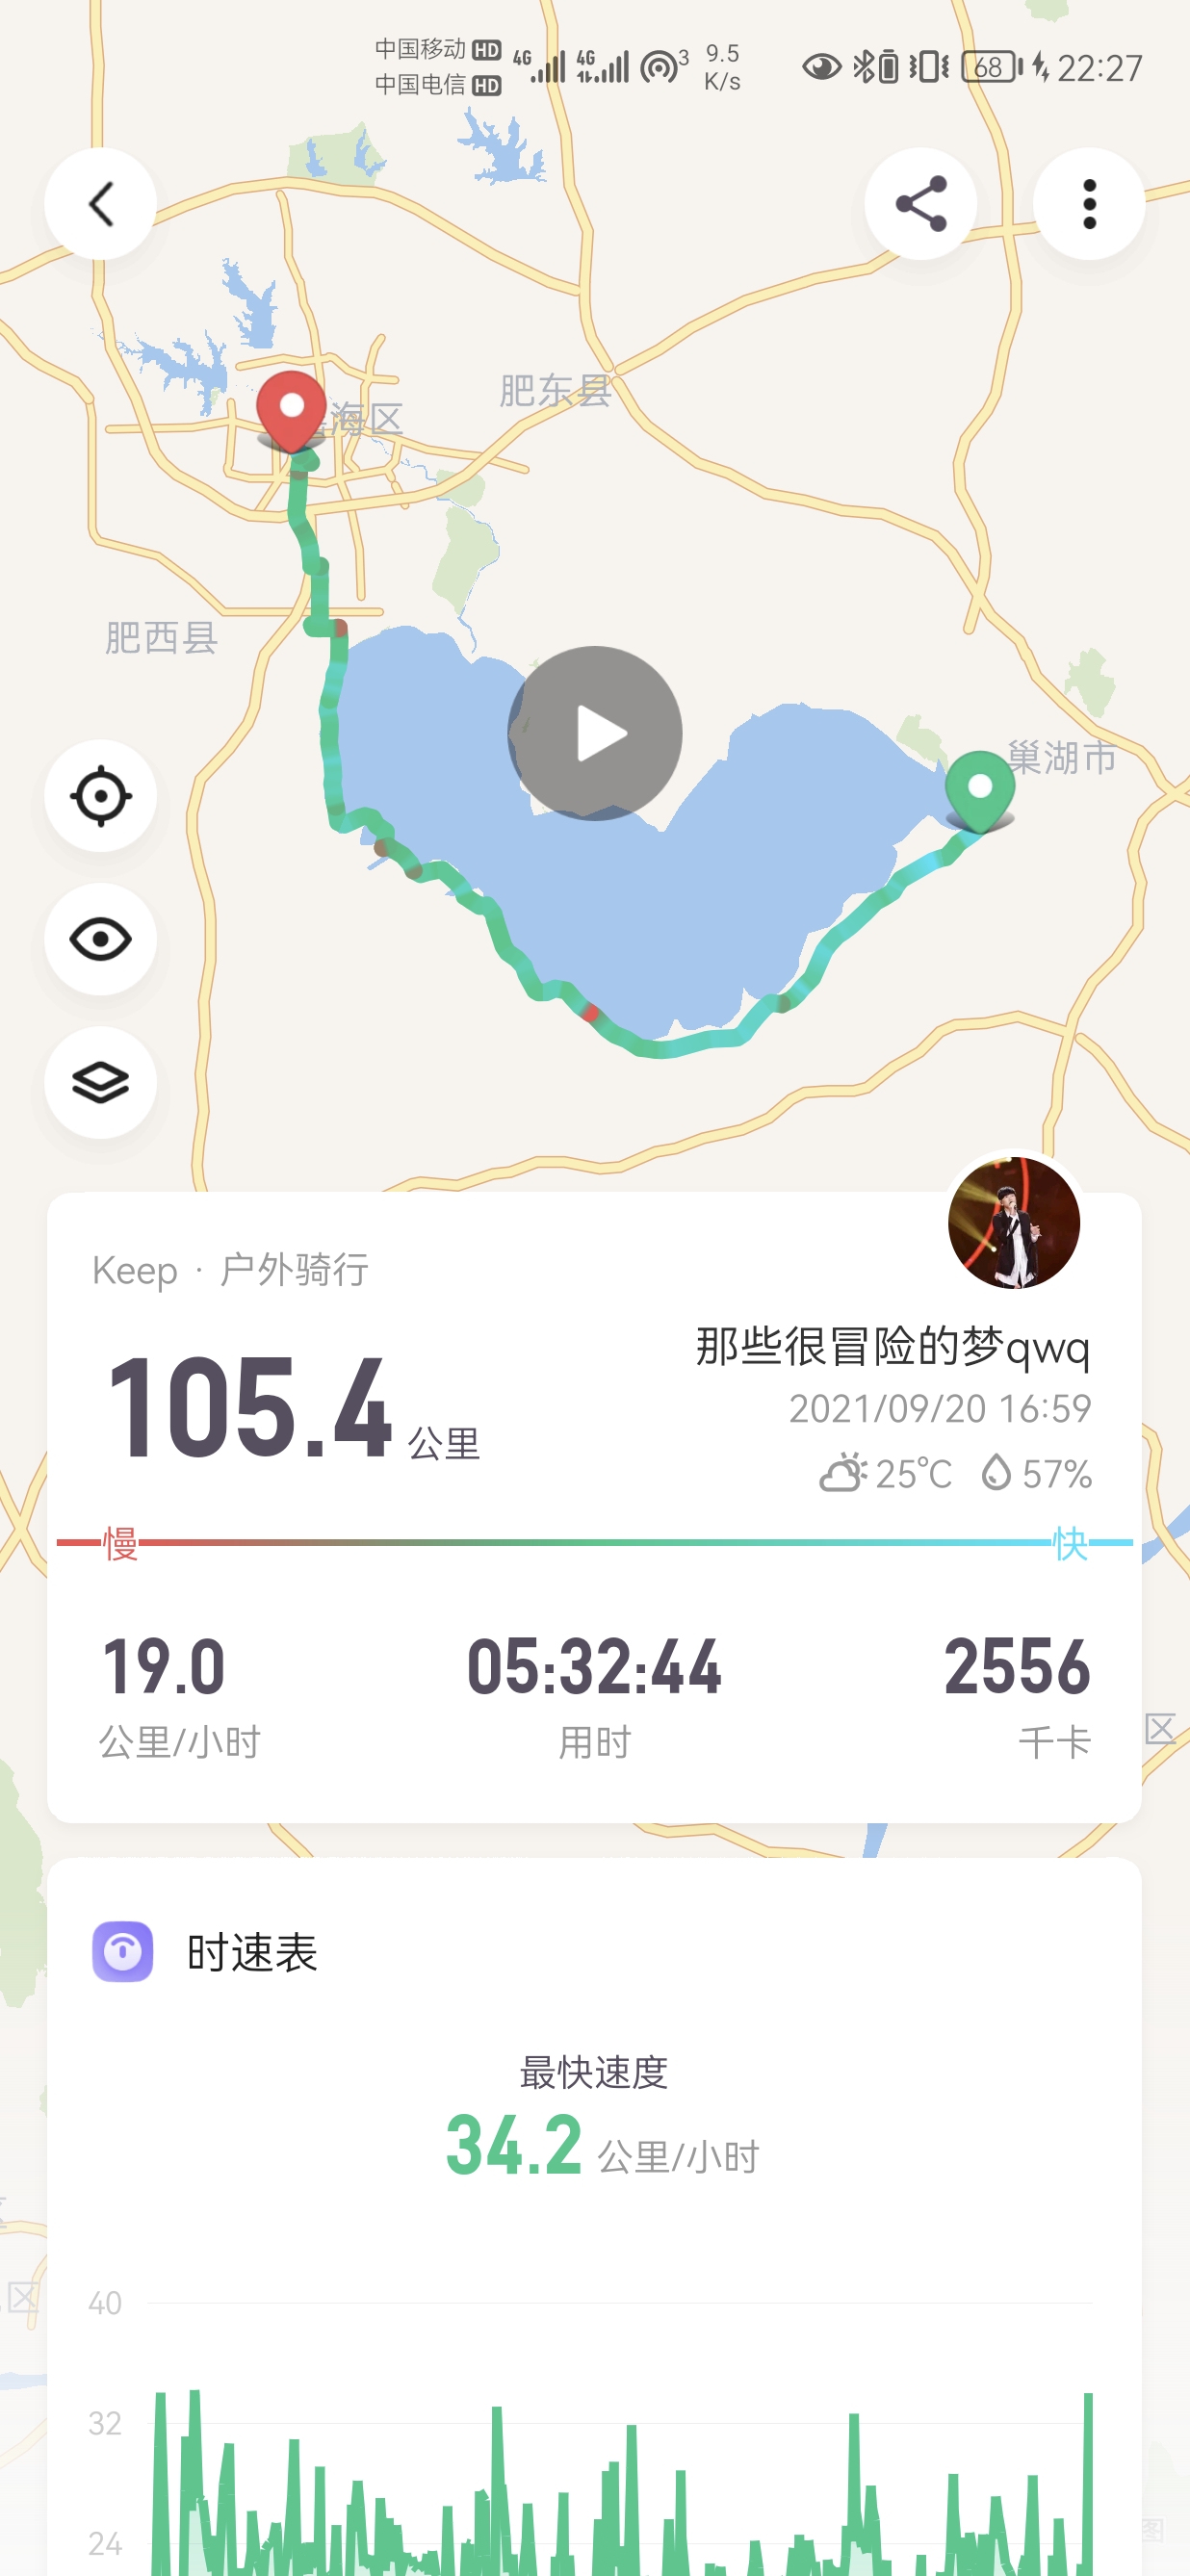 中国移动 HD
中国电信 HD
4G 4G 3 9.5 K/s 68 22:27
肥东县
海区
肥西县
巢湖市
Keep · 户外骑行
那些很冒险的梦qwq
105.4 公里
2021/09/20 16:59
25℃ 57%
慢 快
19.0 05:32:44 2556
公里/小时 用时 千卡
区
时速表
最快速度
34.2 公里/小时
40
区
32
24
图